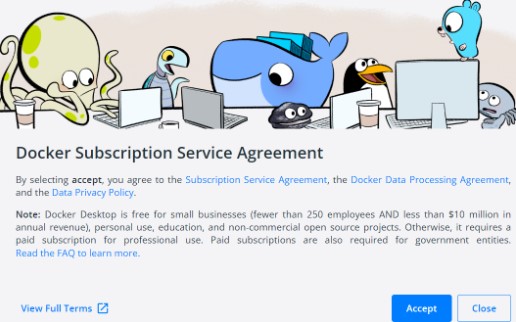 Docker Subscription Service Agreement
By selecting accept, you agree to the Subscription Service Agreement, the Docker Data Processing Agreement,
and the Data Privacy Policy.
Note: Docker Desktop is free for small businesses (fewer than 250 employees AND less than $10 million in
annual revenue), personal use, education, and non-commercial open source projects. Otherwise, it requires a
paid subscription for professional use. Paid subscriptions are also required for government entities.
Read the FAQ to learn more.
View Full Terms
Accept
Close